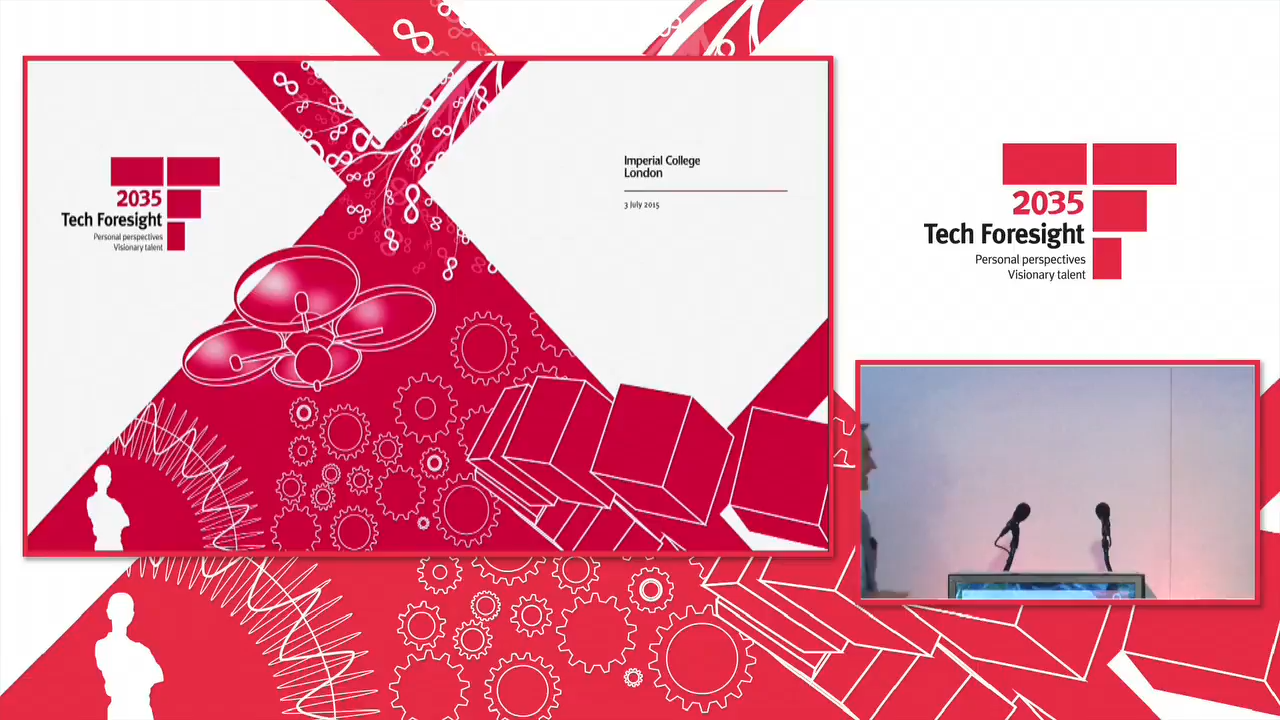 2035
Tech Foresight
Personal perspectives
Visionary talent
Imperial College
London
3 July 2015
2035
Tech Foresight
Personal perspectives
Visionary talent